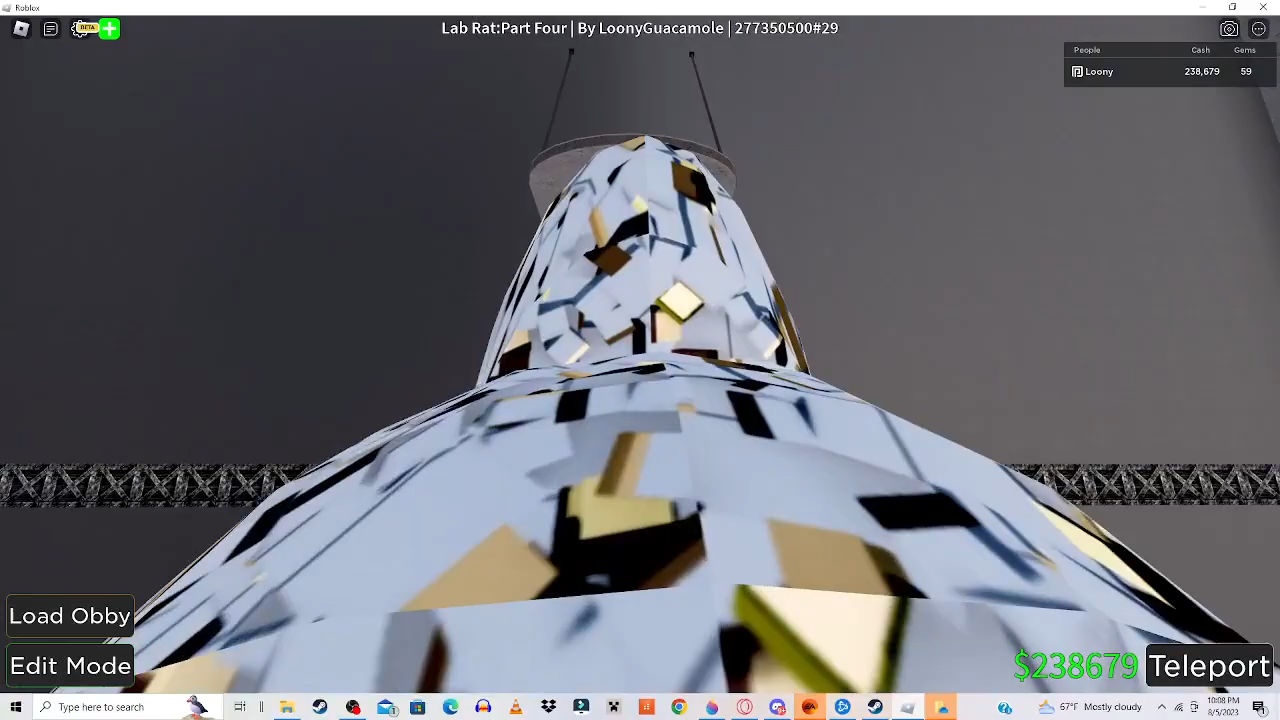 Roblox
BETA
Lab Rat:Part Four | By LoonyGuacamole | 277350500#29
People Cash Gems
Loony 238,679 59
Load Obby
Edit Mode
$238679
Teleport
Type here to search
67°F Mostly cloudy
10:08 PM
8/5/2023